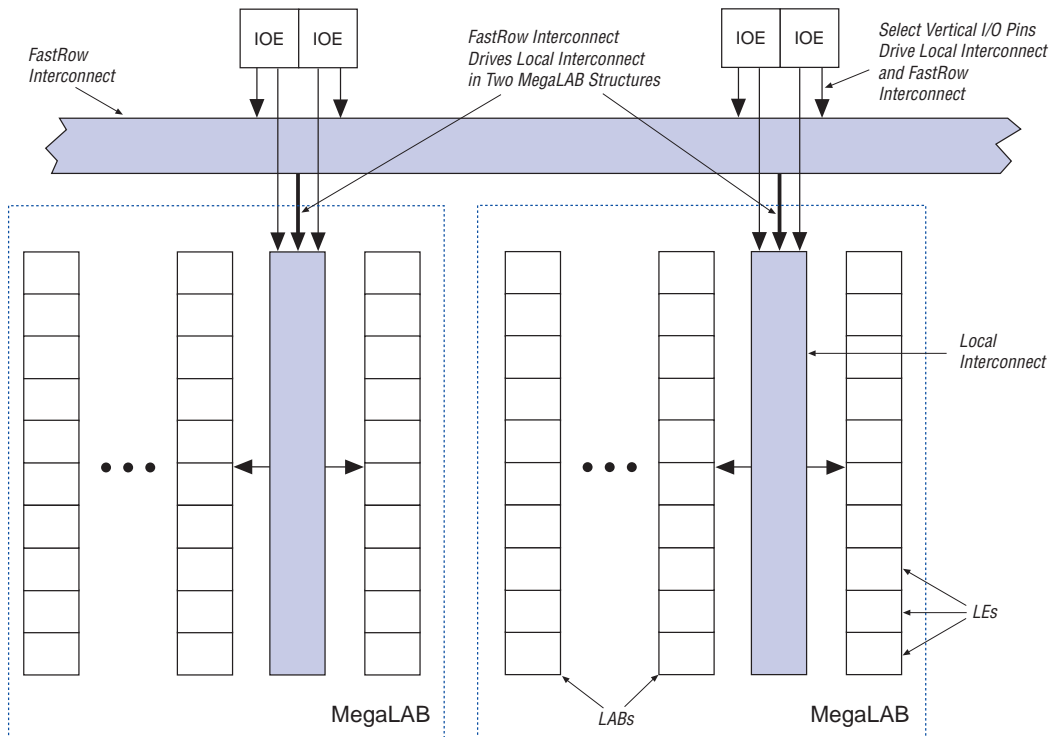 IOE IOE
IOE IOE
FastRow
Interconnect
FastRow Interconnect
Drives Local Interconnect
in Two MegaLAB Structures
Select Vertical I/O Pins
Drive Local Interconnect
and FastRow
Interconnect
Local
Interconnect
LEs
LABs
MegaLAB
MegaLAB